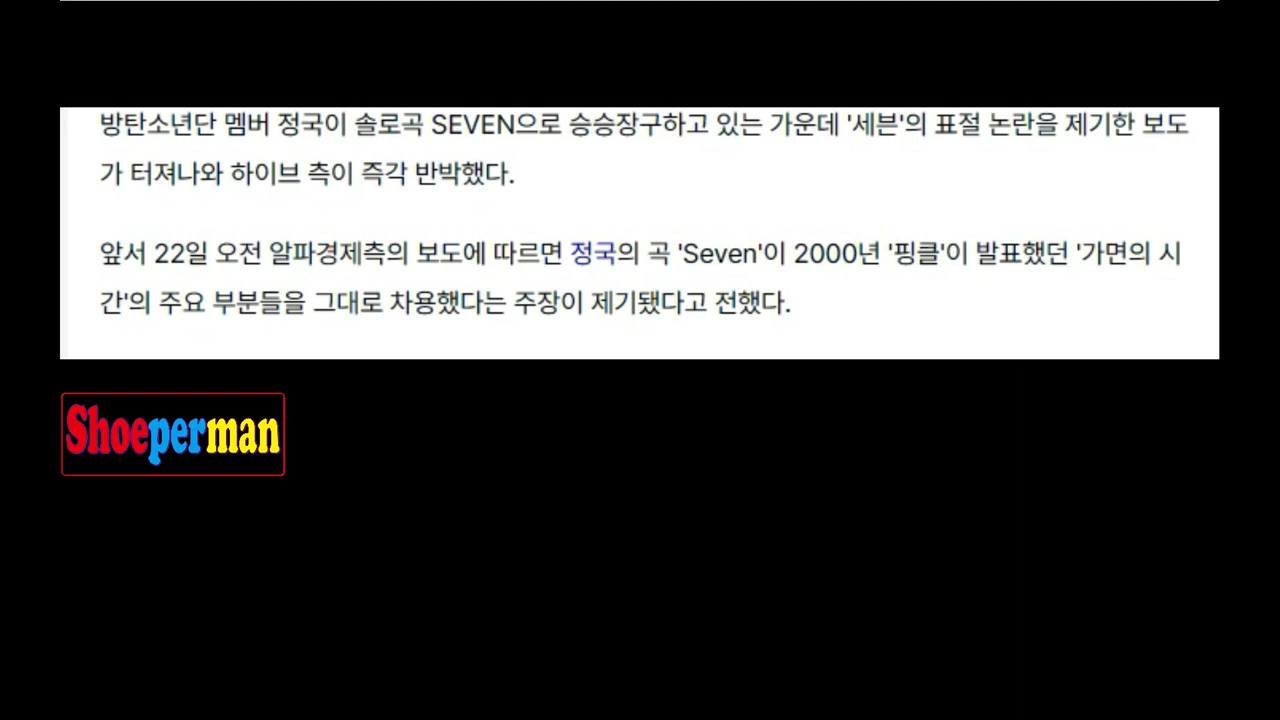 방탄소년단 멤버 정국이 솔로곡 SEVEN으로 승승장구하고 있는 가운데 '세븐'의 표절 논란을 제기한 보도
가 터져나와 하이브 측이 즉각 반박했다.
앞서 22일 오전 알파경제측의 보도에 따르면 정국의 곡 'Seven'이 2000년 '핑클'이 발표했던 '가면의 시
간'의 주요 부분들을 그대로 차용했다는 주장이 제기됐다고 전했다.
Shoeperman